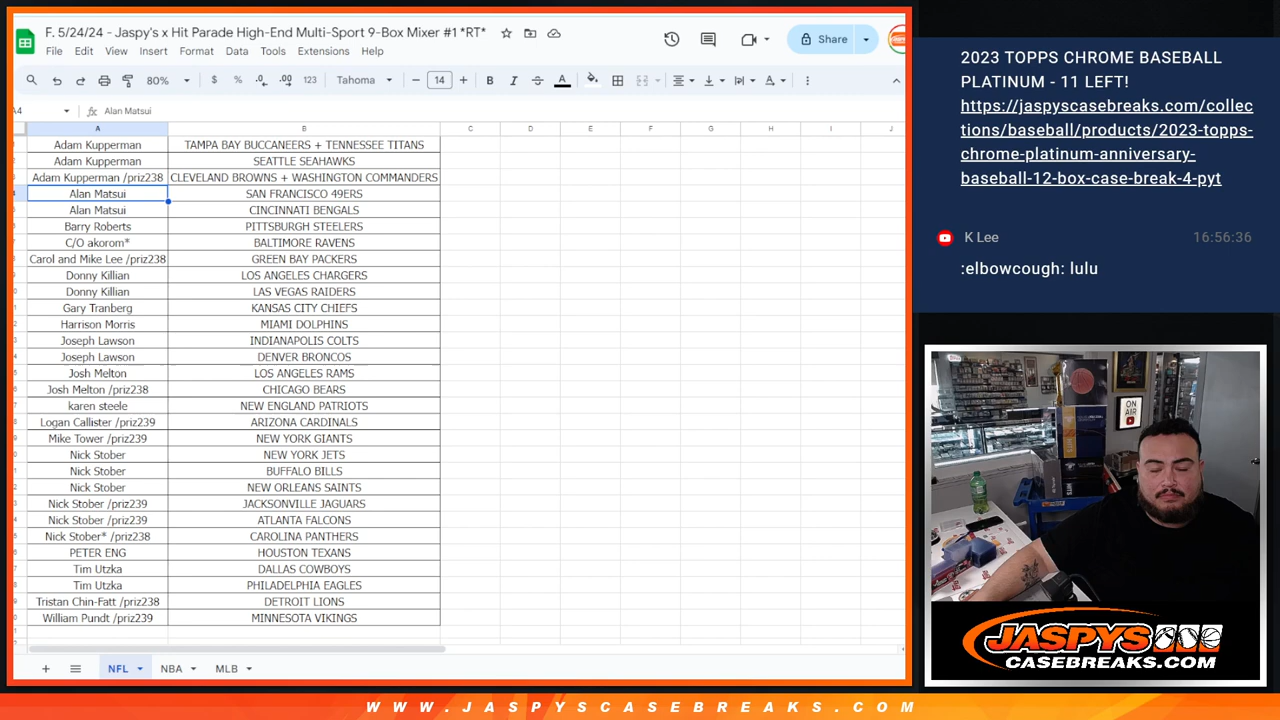 F. 5/24/24 - Jaspy's x Hit Parade High-End Multi-Sport 9-Box Mixer #1 *RT*
File Edit View Insert Format Data Tools Extensions Help
Share
80% $ % .0 .00 123 Tahoma 14 B I A A
A4 fx Alan Matsui
A B C D E F G H I J
Adam Kupperman TAMPA BAY BUCCANEERS + TENNESSEE TITANS
Adam Kupperman SEATTLE SEAHAWKS
Adam Kupperman /priz238 CLEVELAND BROWNS + WASHINGTON COMMANDERS
Alan Matsui SAN FRANCISCO 49ERS
Alan Matsui CINCINNATI BENGALS
Barry Roberts PITTSBURGH STEELERS
C/O akorom* BALTIMORE RAVENS
Carol and Mike Lee /priz238 GREEN BAY PACKERS
Donny Killian LOS ANGELES CHARGERS
Donny Killian LAS VEGAS RAIDERS
Gary Tranberg KANSAS CITY CHIEFS
Harrison Morris MIAMI DOLPHINS
Joseph Lawson INDIANAPOLIS COLTS
Joseph Lawson DENVER BRONCOS
Josh Melton LOS ANGELES RAMS
Josh Melton /priz238 CHICAGO BEARS
karen steele NEW ENGLAND PATRIOTS
Logan Callister /priz239 ARIZONA CARDINALS
Mike Tower /priz239 NEW YORK GIANTS
Nick Stober NEW YORK JETS
Nick Stober BUFFALO BILLS
Nick Stober NEW ORLEANS SAINTS
Nick Stober /priz239 JACKSONVILLE JAGUARS
Nick Stober /priz239 ATLANTA FALCONS
Nick Stober* /priz238 CAROLINA PANTHERS
PETER ENG HOUSTON TEXANS
Tim Utzka DALLAS COWBOYS
Tim Utzka PHILADELPHIA EAGLES
Tristan Chin-Fatt /priz238 DETROIT LIONS
William Pundt /priz239 MINNESOTA VIKINGS
NFL NBA MLB
2023 TOPPS CHROME BASEBALL
PLATINUM - 11 LEFT!
https://jaspyscasebreaks.com/collec
tions/baseball/products/2023-topps-
chrome-platinum-anniversary-
baseball-12-box-case-break-4-pyt
K Lee 16:56:36
:elbowcough: lulu
ON
AIR
JASPYS
CASEBREAKS.COM
WWW.JASPYSCASEBREAKS.COM